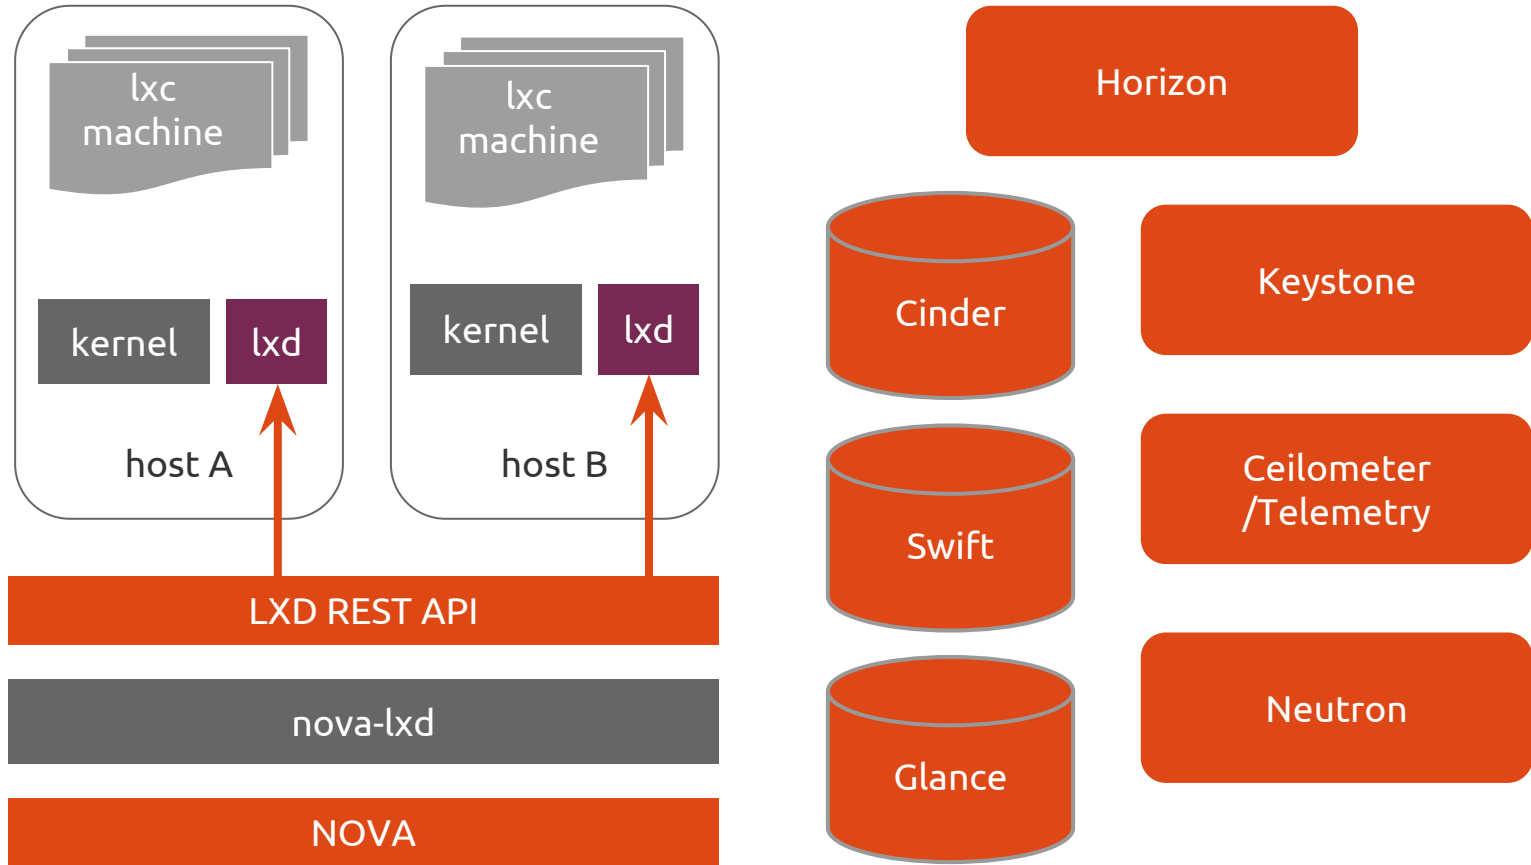 lxc
machine
kernel
lxd
host A
lxc
machine
kernel
lxd
host B
LXD REST API
nova-lxd
NOVA
Horizon
Cinder
Swift
Glance
Keystone
Ceilometer
/Telemetry
Neutron